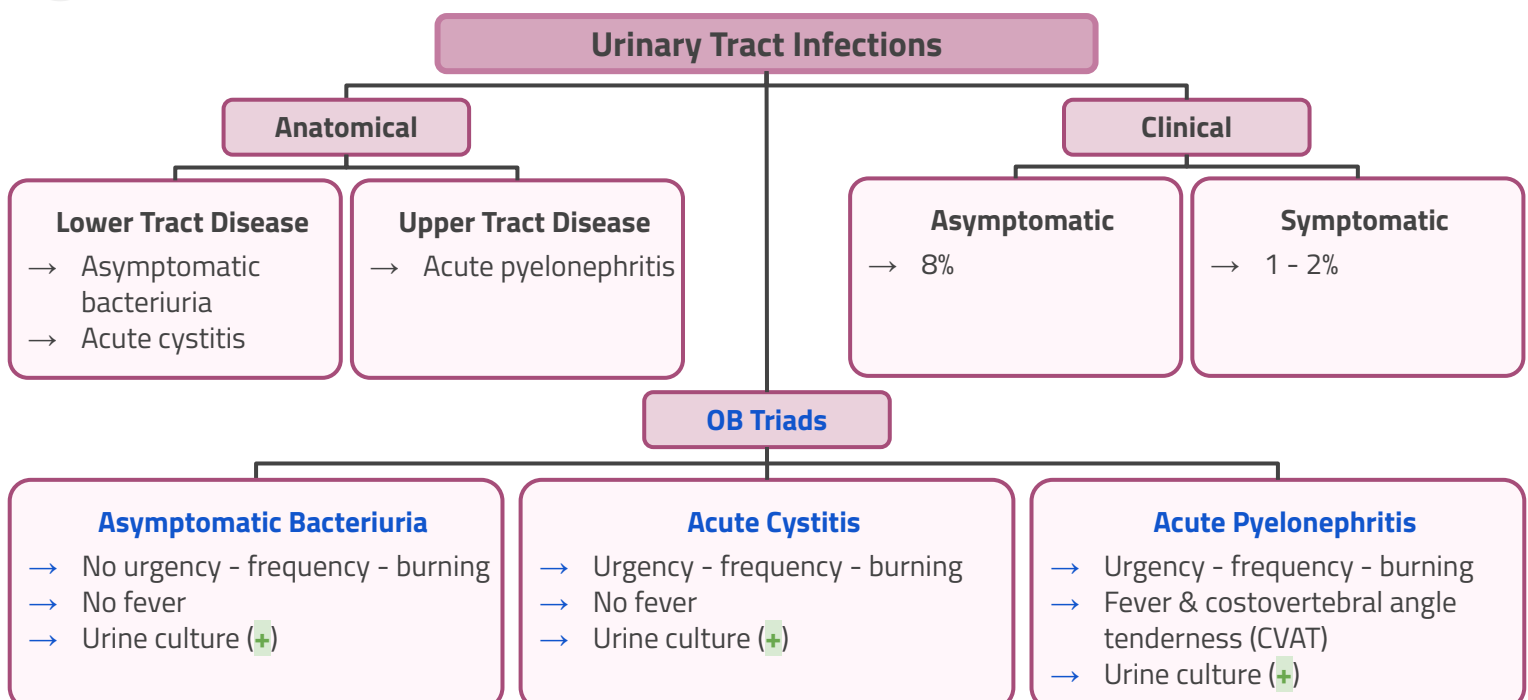 Urinary Tract Infections
Anatomical
Clinical
Lower Tract Disease
→ Asymptomatic
bacteriuria
→ Acute cystitis
Upper Tract Disease
→ Acute pyelonephritis
Asymptomatic
→ 8%
Symptomatic
→ 1 - 2%
OB Triads
Asymptomatic Bacteriuria
→ No urgency - frequency - burning
→ No fever
→ Urine culture (+)
Acute Cystitis
→ Urgency - frequency - burning
→ No fever
→ Urine culture (+)
Acute Pyelonephritis
→ Urgency - frequency - burning
→ Fever & costovertebral angle
tenderness (CVAT)
→ Urine culture (+)